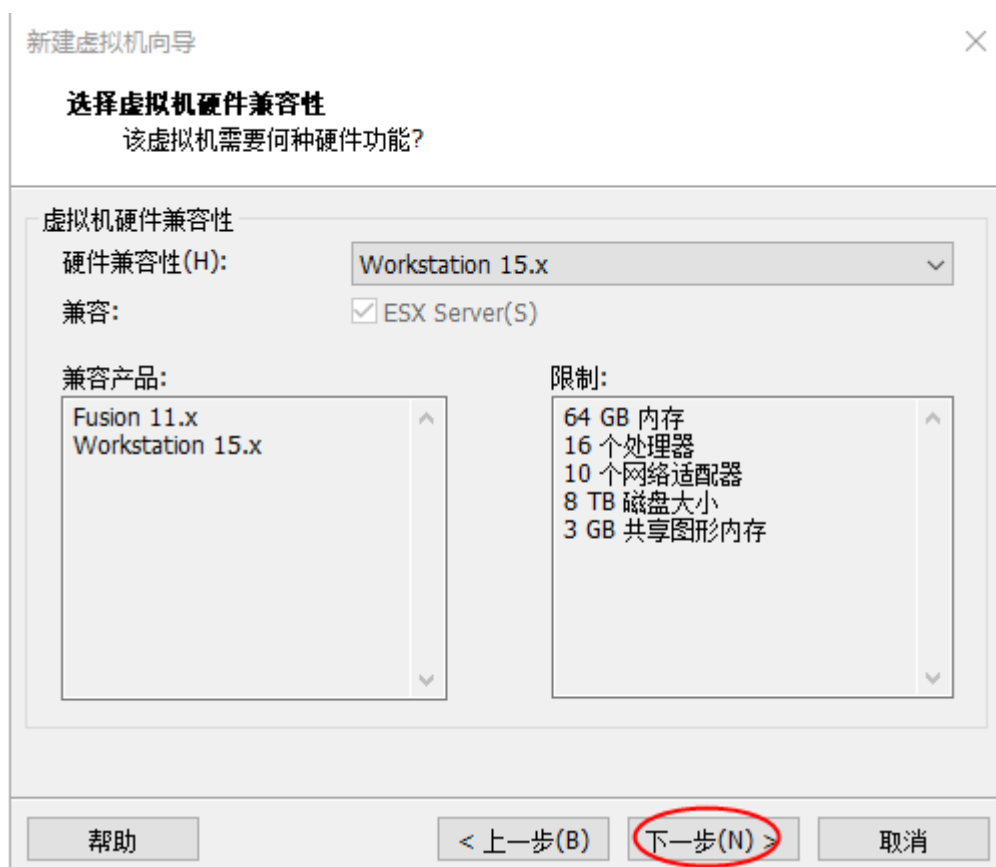 新建虚拟机向导
选择虚拟机硬件兼容性
该虚拟机需要何种硬件功能?
虚拟机硬件兼容性
硬件兼容性(H): Workstation 15.x
兼容: ESX Server(S)
兼容产品:
Fusion 11.x
Workstation 15.x
限制:
64 GB 内存
16 个处理器
10 个网络适配器
8 TB 磁盘大小
3 GB 共享图形内存
帮助 < 上一步(B) 下一步(N) > 取消